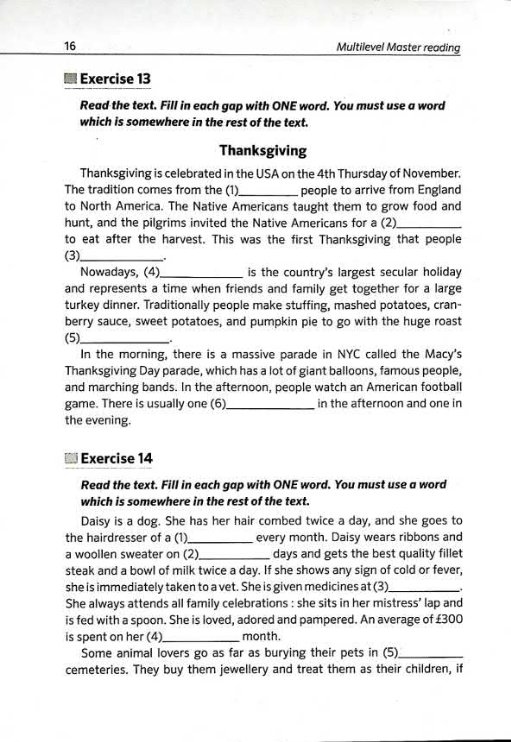 16
Multilevel Master reading
Exercise 13
Read the text. Fill in each gap with ONE word. You must use a word
which is somewhere in the rest of the text.
Thanksgiving
Thanksgiving is celebrated in the USA on the 4th Thursday of November.
The tradition comes from the (1)__________ people to arrive from England
to North America. The Native Americans taught them to grow food and
hunt, and the pilgrims invited the Native Americans for a (2)___________
to eat after the harvest. This was the first Thanksgiving that people
(3)______________.
Nowadays, (4)______________ is the country's largest secular holiday
and represents a time when friends and family get together for a large
turkey dinner. Traditionally people make stuffing, mashed potatoes, cran-
berry sauce, sweet potatoes, and pumpkin pie to go with the huge roast
(5)_______________.
In the morning, there is a massive parade in NYC called the Macy's
Thanksgiving Day parade, which has a lot of giant balloons, famous people,
and marching bands. In the afternoon, people watch an American football
game. There is usually one (6)_______________ in the afternoon and one in
the evening.
Exercise 14
Read the text. Fill in each gap with ONE word. You must use a word
which is somewhere in the rest of the text.
Daisy is a dog. She has her hair combed twice a day, and she goes to
the hairdresser of a (1)___________ every month. Daisy wears ribbons and
a woollen sweater on (2)____________ days and gets the best quality fillet
steak and a bowl of milk twice a day. If she shows any sign of cold or fever,
she is immediately taken to a vet. She is given medicines at (3)____________.
She always attends all family celebrations : she sits in her mistress' lap and
is fed with a spoon. She is loved, adored and pampered. An average of £300
is spent on her (4)_____________ month.
Some animal lovers go as far as burying their pets in (5)___________
cemeteries. They buy them jewellery and treat them as their children, if